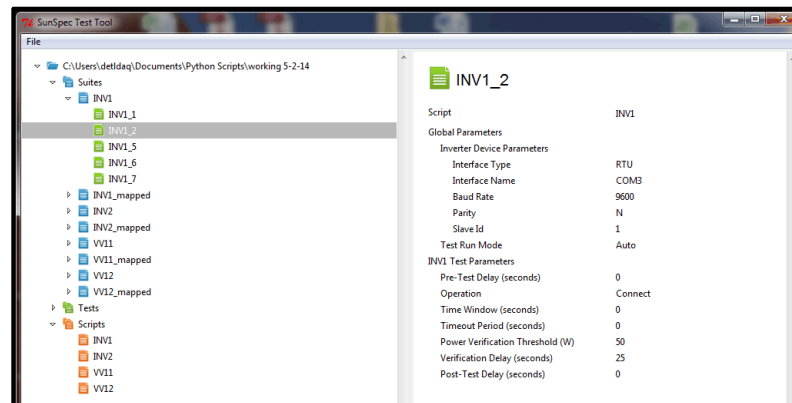 SunSpec Test Tool
File
C:\Users\detldaq\Documents\Python Scripts\working 5-2-14
Suites
INV1
INV1_1
INV1_2
INV1_5
INV1_6
INV1_7
INV1_mapped
INV2
INV2_mapped
VV11
VV11_mapped
VV12
VV12_mapped
Tests
Scripts
INV1
INV2
VV11
VV12
INV1_2
Script INV1
Global Parameters
Inverter Device Parameters
Interface Type RTU
Interface Name COM3
Baud Rate 9600
Parity N
Slave Id 1
Test Run Mode Auto
INV1 Test Parameters
Pre-Test Delay (seconds) 0
Operation Connect
Time Window (seconds) 0
Timeout Period (seconds) 0
Power Verification Threshold (W) 50
Verification Delay (seconds) 25
Post-Test Delay (seconds) 0